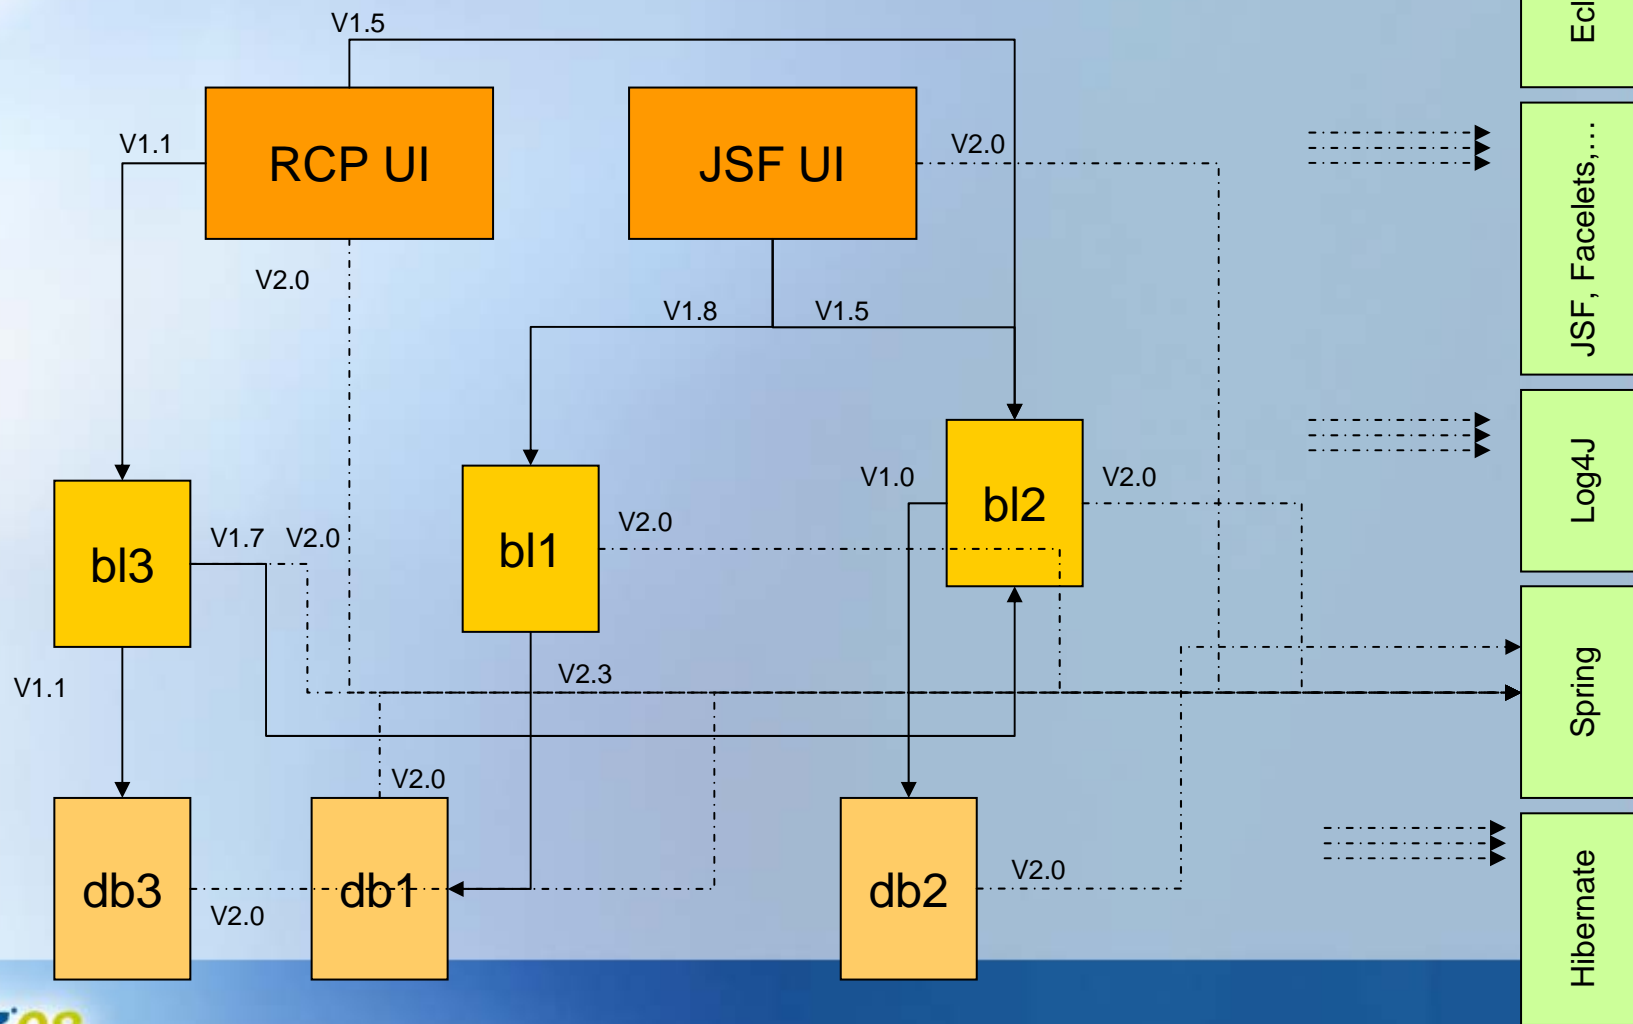 V1.5
Ecl
V1.1
RCP UI
JSF UI
V2.0
JSF, Facelets,...
V2.0
V1.8
V1.5
Log4J
V1.0
V2.0
bl2
V2.0
V1.7
V2.0
bl1
bl3
V2.3
V1.1
Spring
V2.0
db3
db1
db2
V2.0
V2.0
Hibernate